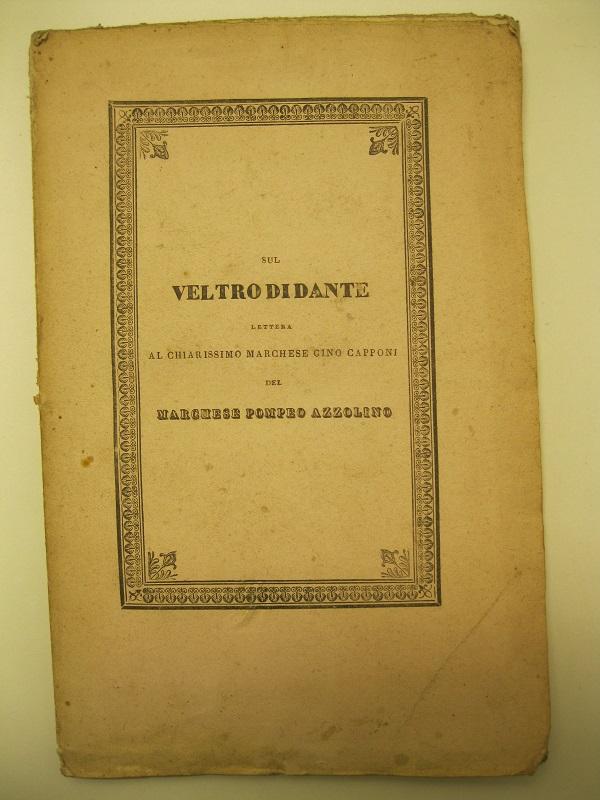 SUL
VELTRO DI DANTE
LETTERA
AL CHIARISSIMO MARCHESE GINO CAPPONI
DEL
MARCHESE POMPEO AZZOLINO